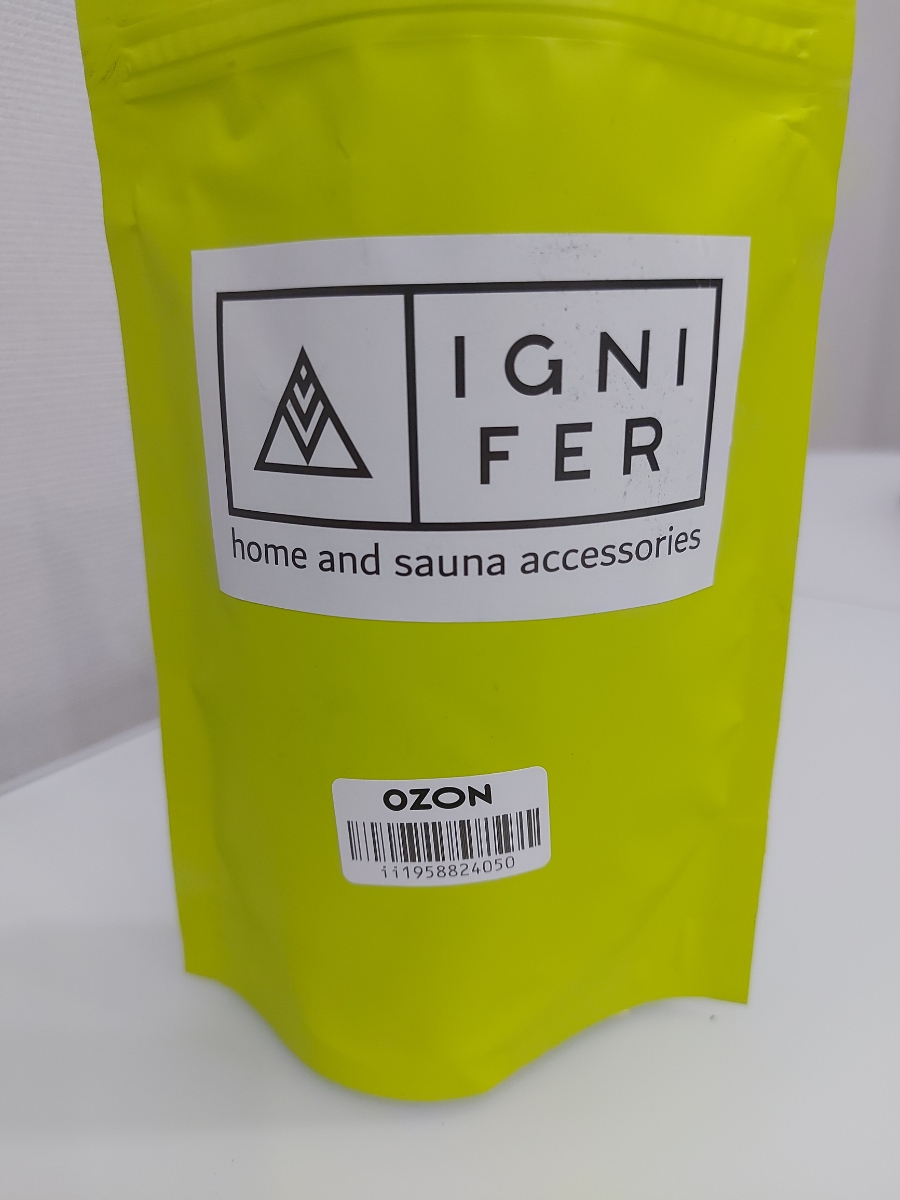 IGNI
FER
home and sauna accessories
OZON
ii1958824050